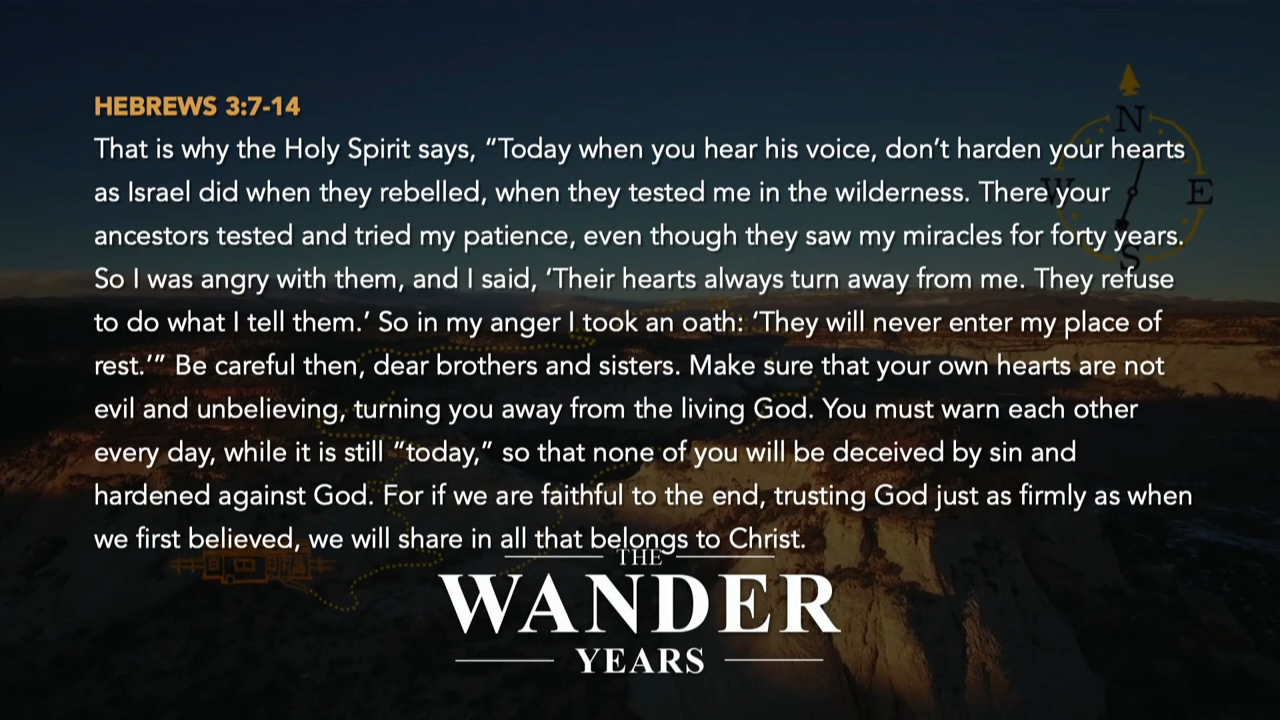 HEBREWS 3:7-14
That is why the Holy Spirit says, “Today when you hear his voice, don’t harden your hearts
as Israel did when they rebelled, when they tested me in the wilderness. There your
ancestors tested and tried my patience, even though they saw my miracles for forty years.
So I was angry with them, and I said, ‘Their hearts always turn away from me. They refuse
to do what I tell them.’ So in my anger I took an oath: ‘They will never enter my place of
rest.’” Be careful then, dear brothers and sisters. Make sure that your own hearts are not
evil and unbelieving, turning you away from the living God. You must warn each other
every day, while it is still “today,” so that none of you will be deceived by sin and
hardened against God. For if we are faithful to the end, trusting God just as firmly as when
we first believed, we will share in all that belongs to Christ.
N
W
E
S
THE
WANDER
YEARS